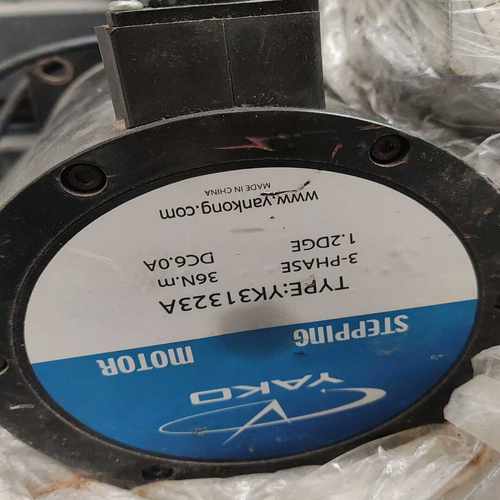 YAKO
STEPPING MOTOR
TYPE:YK31323A
3-PHASE 36N.m
1.2DGE DC6.0A
www.yankong.com
MADE IN CHINA